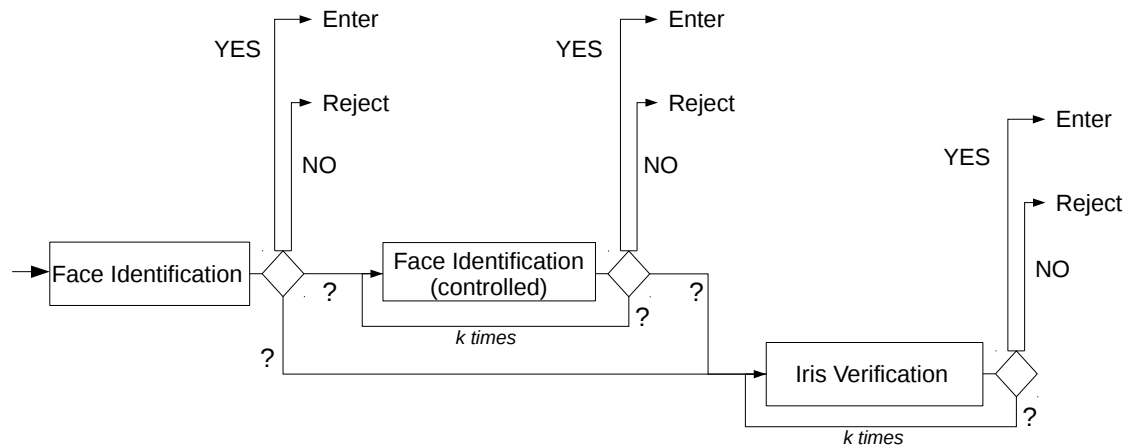 Enter
Enter
YES
YES
Reject
Reject
Enter
NO
NO
YES
Reject
Face Identification
Face Identification
(controlled)
NO
?
?
?
?
k times
?
Iris Verification
?
k times